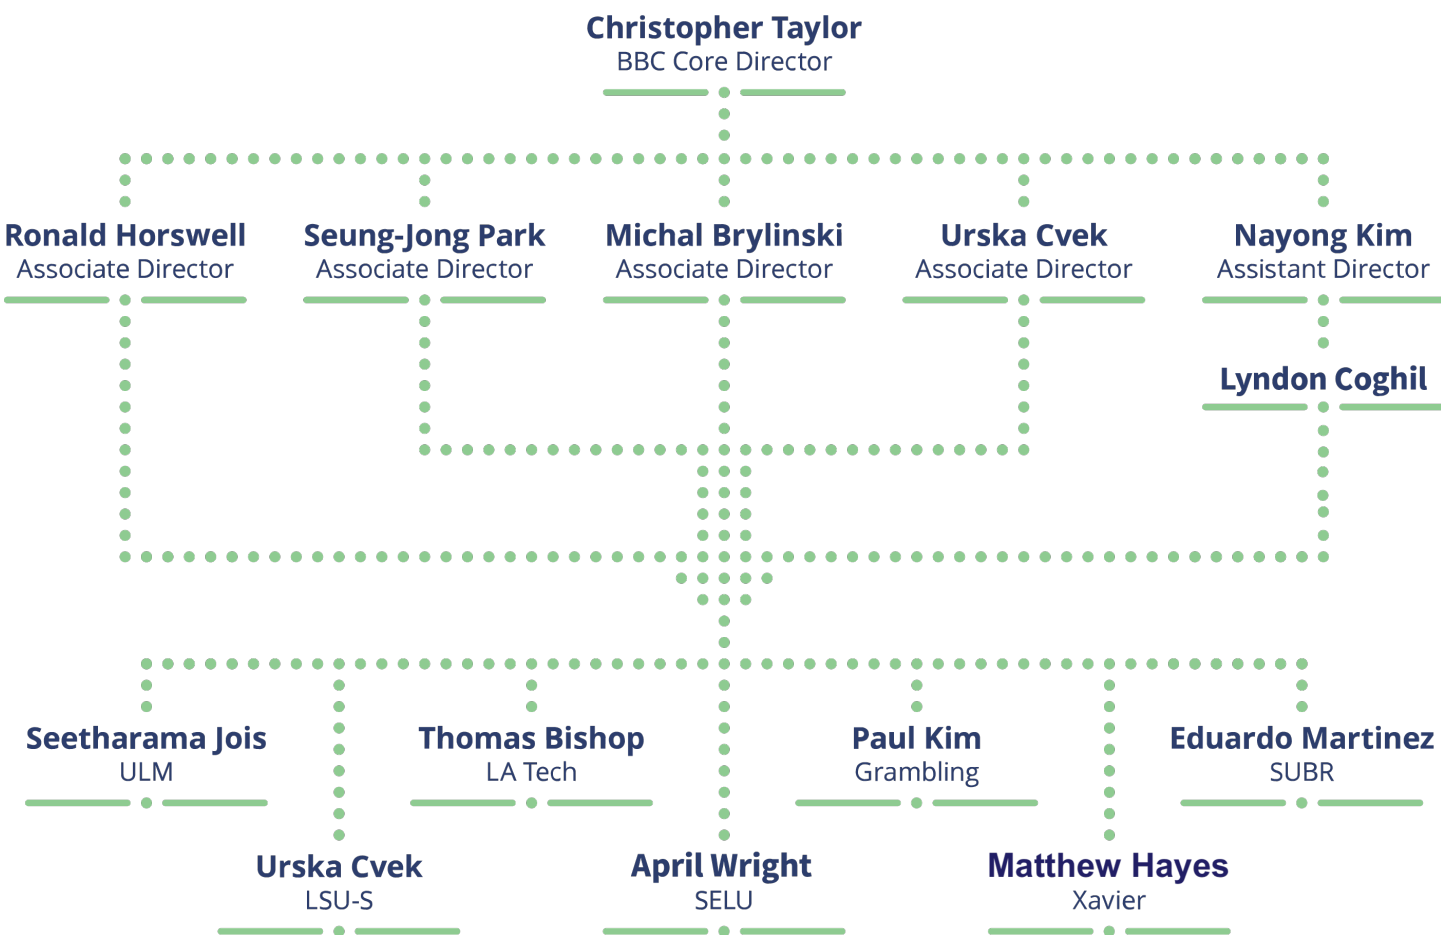 Christopher Taylor
BBC Core Director
Ronald Horswell
Associate Director
Seung-Jong Park
Associate Director
Michal Brylinski
Associate Director
Urska Cvek
Associate Director
Nayong Kim
Assistant Director
Lyndon Coghil
Seetharama Jois
ULM
Thomas Bishop
LA Tech
Paul Kim
Grambling
Eduardo Martinez
SUBR
Urska Cvek
LSU-S
April Wright
SELU
Matthew Hayes
Xavier